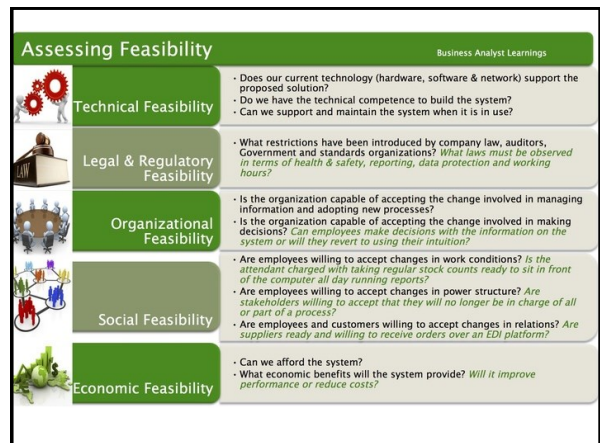 Assessing Feasibility
Business Analyst Learnings
Technical Feasibility
• Does our current technology (hardware, software & network) support the
proposed solution?
• Do we have the technical competence to build the system?
• Can we support and maintain the system when it is in use?
LAW
Legal & Regulatory
Feasibility
• What restrictions have been introduced by company law, auditors,
Government and standards organizations? What laws must be observed
in terms of health & safety, reporting, data protection and working
hours?
Organizational
Feasibility
• Is the organization capable of accepting the change involved in managing
information and adopting new processes?
• Is the organization capable of accepting the change involved in making
decisions? Can employees make decisions with the information on the
system or will they revert to using their intuition?
Social Feasibility
• Are employees willing to accept changes in work conditions? Is the
attendant charged with taking regular stock counts ready to sit in front
of the computer all day running reports?
• Are employees willing to accept changes in power structure? Are
stakeholders willing to accept that they will no longer be in charge of all
or part of a process?
• Are employees and customers willing to accept changes in relations? Are
suppliers ready and willing to receive orders over an EDI platform?
Economic Feasibility
• Can we afford the system?
• What economic benefits will the system provide? Will it improve
performance or reduce costs?